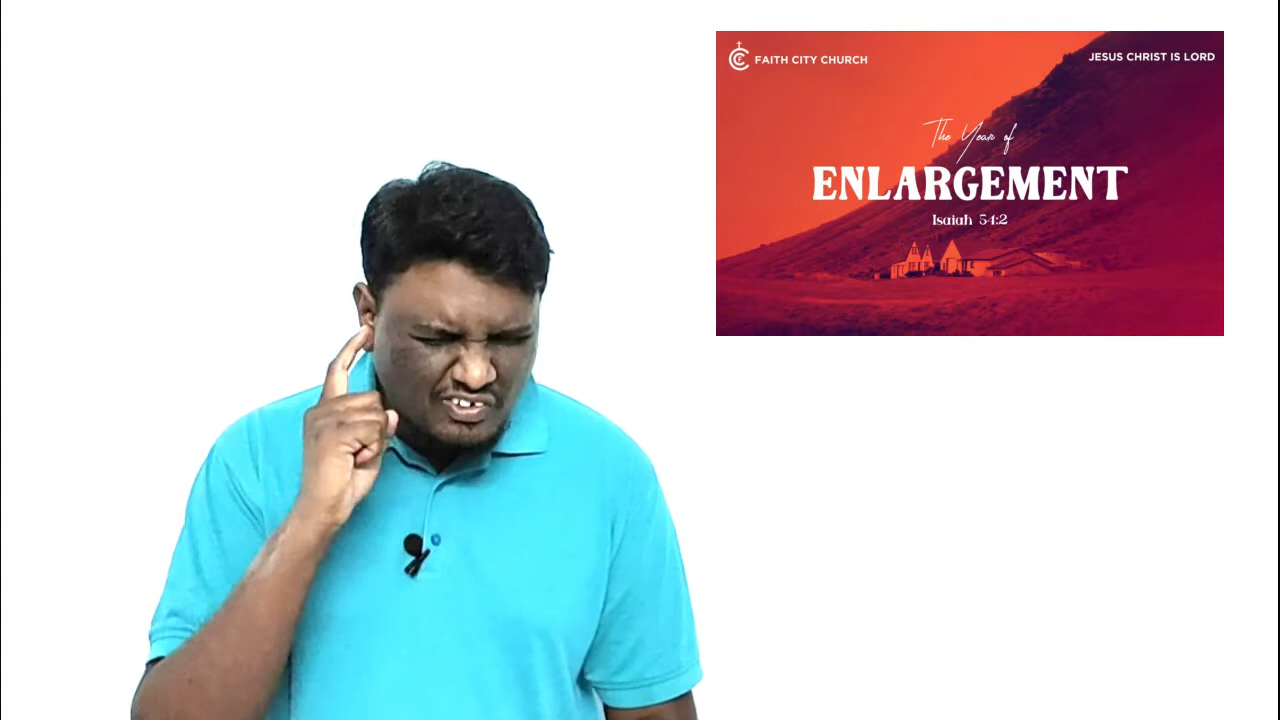 FAITH CITY CHURCH
JESUS CHRIST IS LORD
The Year of
ENLARGEMENT
Isaiah 54:2